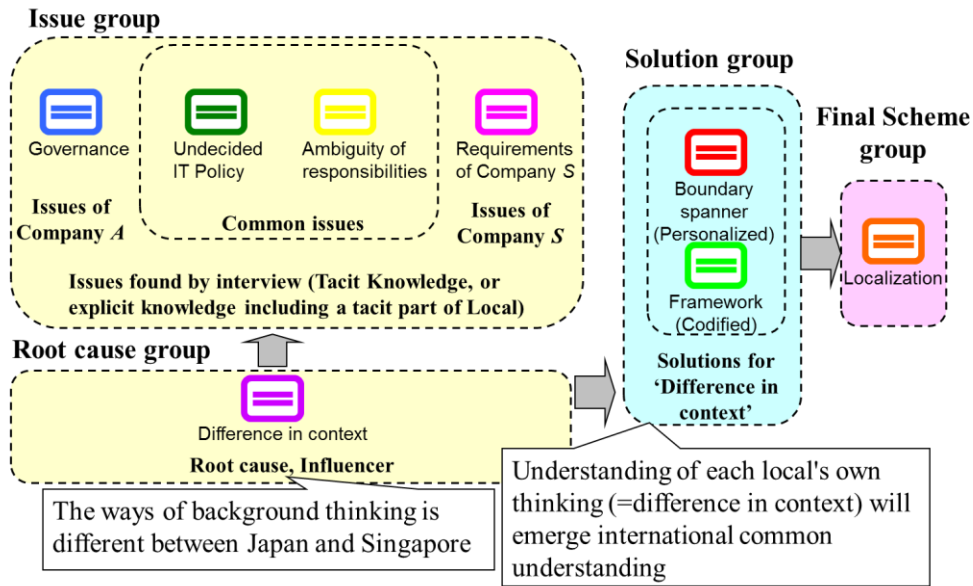 Issue group
Governance
Undecided
IT Policy
Ambiguity of
responsibilities
Requirements
of Company S
Issues of
Company A
Common issues
Issues of
Company S
Issues found by interview (Tacit Knowledge, or
explicit knowledge including a tacit part of Local)
Root cause group
Difference in context
Root cause, Influencer
The ways of background thinking is
different between Japan and Singapore
Solution group
Boundary
spanner
(Personalized)
Framework
(Codified)
Solutions for
‘Difference in
context’
Understanding of each local's own
thinking (=difference in context) will
emerge international common
understanding
Final Scheme
group
Localization